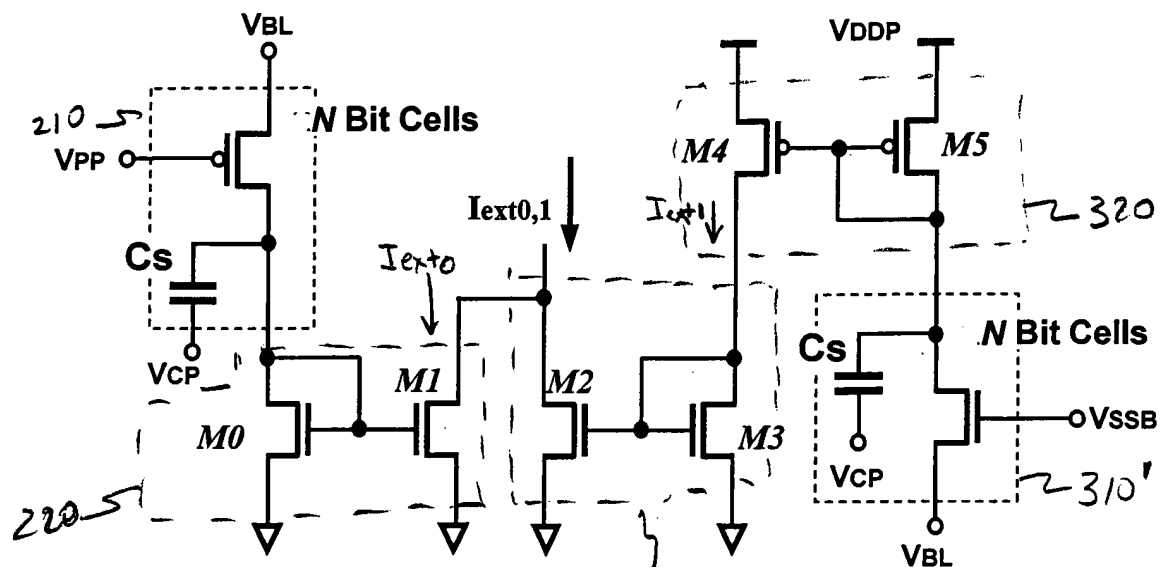 VBL
VDDP
210
N Bit Cells
VPP
M4
M5
Iext0,1
Iext1
320
Cs
Iext0
N Bit Cells
Cs
VCP
M1
M2
M0
M3
VSSB
VCP
310'
220
VBL